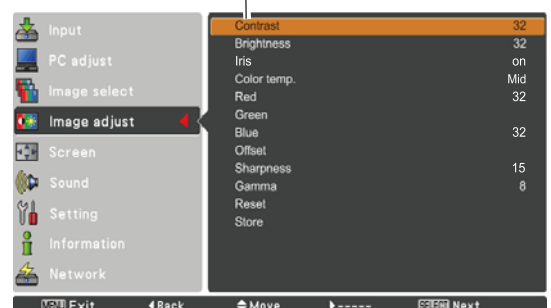 Input
PC adjust
Image select
Image adjust
Screen
Sound
Setting
Information
Network
Contrast 32
Brightness 32
Iris on
Color temp. Mid
Red 32
Green
Blue 32
Offset
Sharpness 15
Gamma 8
Reset
Store
MENU Exit Back Move ----- SELECT Next